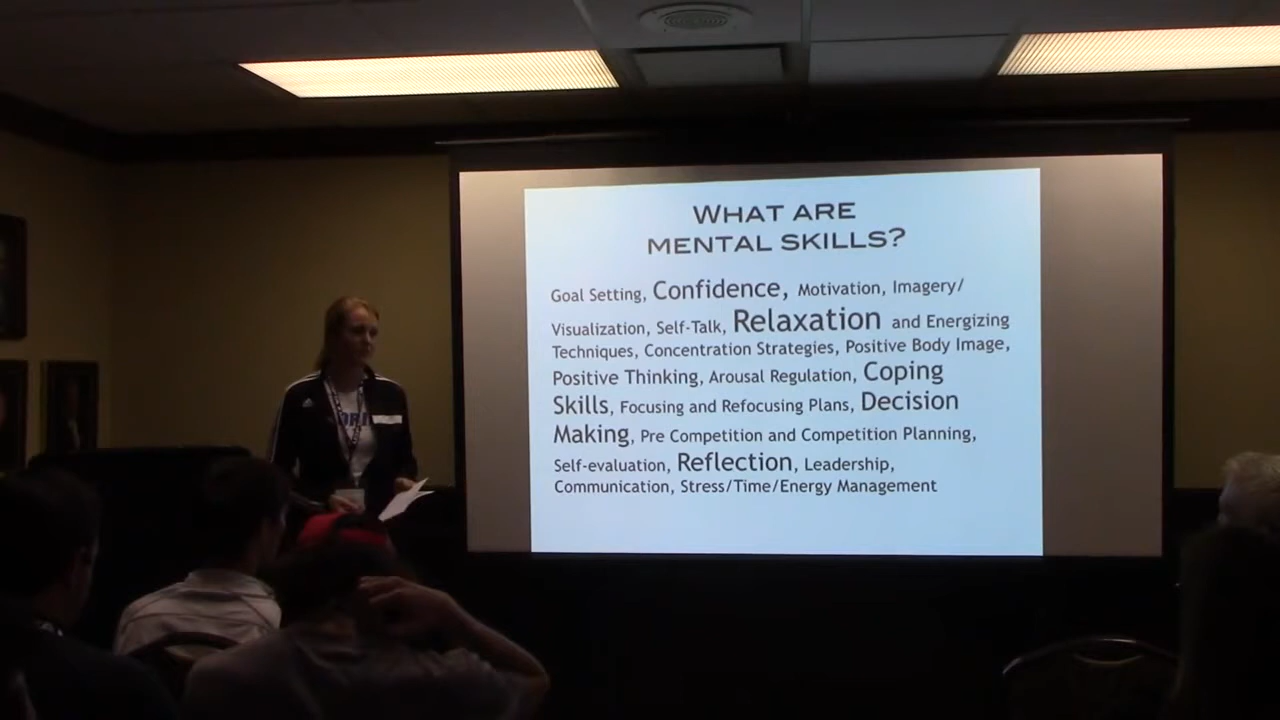 WHAT ARE
MENTAL SKILLS?
Goal Setting, Confidence, Motivation, Imagery/
Visualization, Self-Talk, Relaxation and Energizing
Techniques, Concentration Strategies, Positive Body Image,
Positive Thinking, Arousal Regulation, Coping
Skills, Focusing and Refocusing Plans, Decision
Making, Pre Competition and Competition Planning,
Self-evaluation, Reflection, Leadership,
Communication, Stress/Time/Energy Management